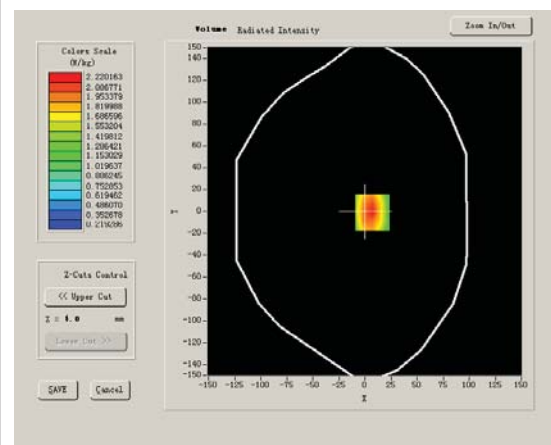 Volume Radiated Intensity
Zoom In/Out
Colors Scale
(W/kg)
2.220163
2.086771
1.953379
1.819988
1.686596
1.553204
1.419812
1.286421
1.153029
1.019637
0.886245
0.752853
0.619462
0.486070
0.352678
0.219286
Z-Cuts Control
<< Upper Cut
Z = 4.0 mm
Lower Cut >>
SAVE
Cancel
150
140
120
100
80
60
40
20
0
-20
-40
-60
-80
-100
-120
-140
-150
Y
-150 -125 -100 -75 -50 -25 0 25 50 75 100 125 150
X